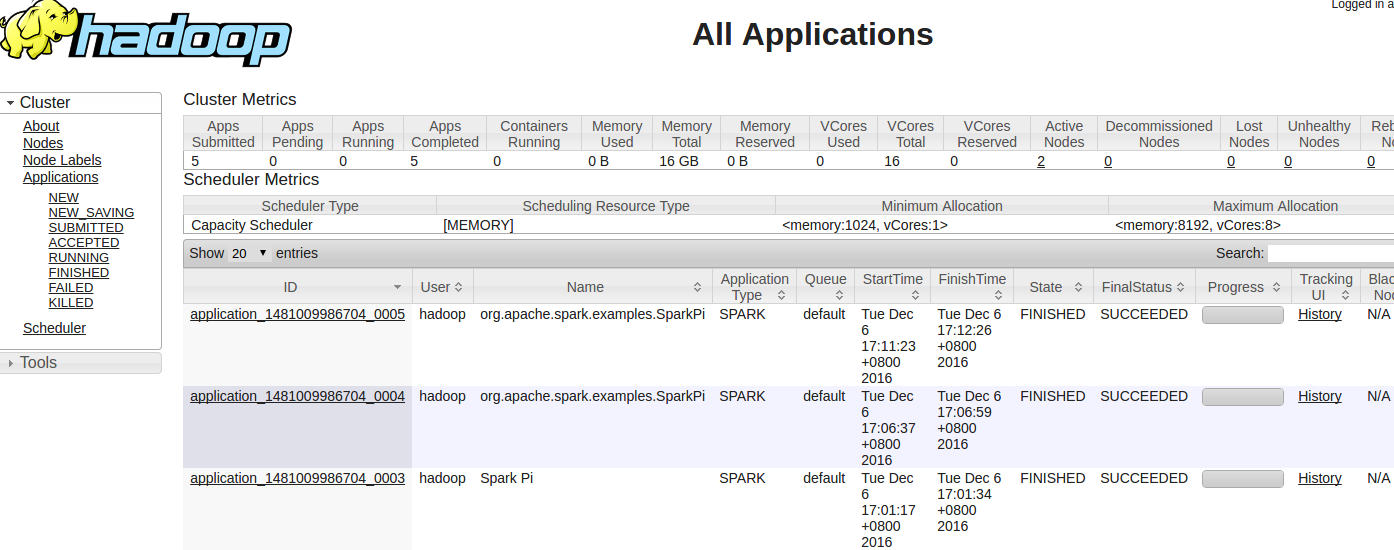 Logged in a
hadoop
All Applications
Cluster
About
Nodes
Node Labels
Applications
NEW
NEW_SAVING
SUBMITTED
ACCEPTED
RUNNING
FINISHED
FAILED
KILLED
Scheduler
Tools
Cluster Metrics
Apps Submitted Apps Pending Apps Running Apps Completed Containers Running Memory Used Memory Total Memory Reserved VCores Used VCores Total VCores Reserved Active Nodes Decommissioned Nodes Lost Nodes Unhealthy Nodes
5 0 0 5 0 0 B 16 GB 0 B 0 16 0 2 0 0 0 0
Scheduler Metrics
Scheduler Type Scheduling Resource Type Minimum Allocation Maximum Allocation
Capacity Scheduler [MEMORY] <memory:1024, vCores:1> <memory:8192, vCores:8>
Show 20 entries Search:
ID User Name Application Type Queue StartTime FinishTime State FinalStatus Progress Tracking UI
application_1481009986704_0005 hadoop org.apache.spark.examples.SparkPi SPARK default Tue Dec 6 17:11:23 +0800 2016 Tue Dec 6 17:12:26 +0800 2016 FINISHED SUCCEEDED History N/A
application_1481009986704_0004 hadoop org.apache.spark.examples.SparkPi SPARK default Tue Dec 6 17:06:37 +0800 2016 Tue Dec 6 17:06:59 +0800 2016 FINISHED SUCCEEDED History N/A
application_1481009986704_0003 hadoop Spark Pi SPARK default Tue Dec 6 17:01:17 +0800 2016 Tue Dec 6 17:01:34 +0800 2016 FINISHED SUCCEEDED History N/A